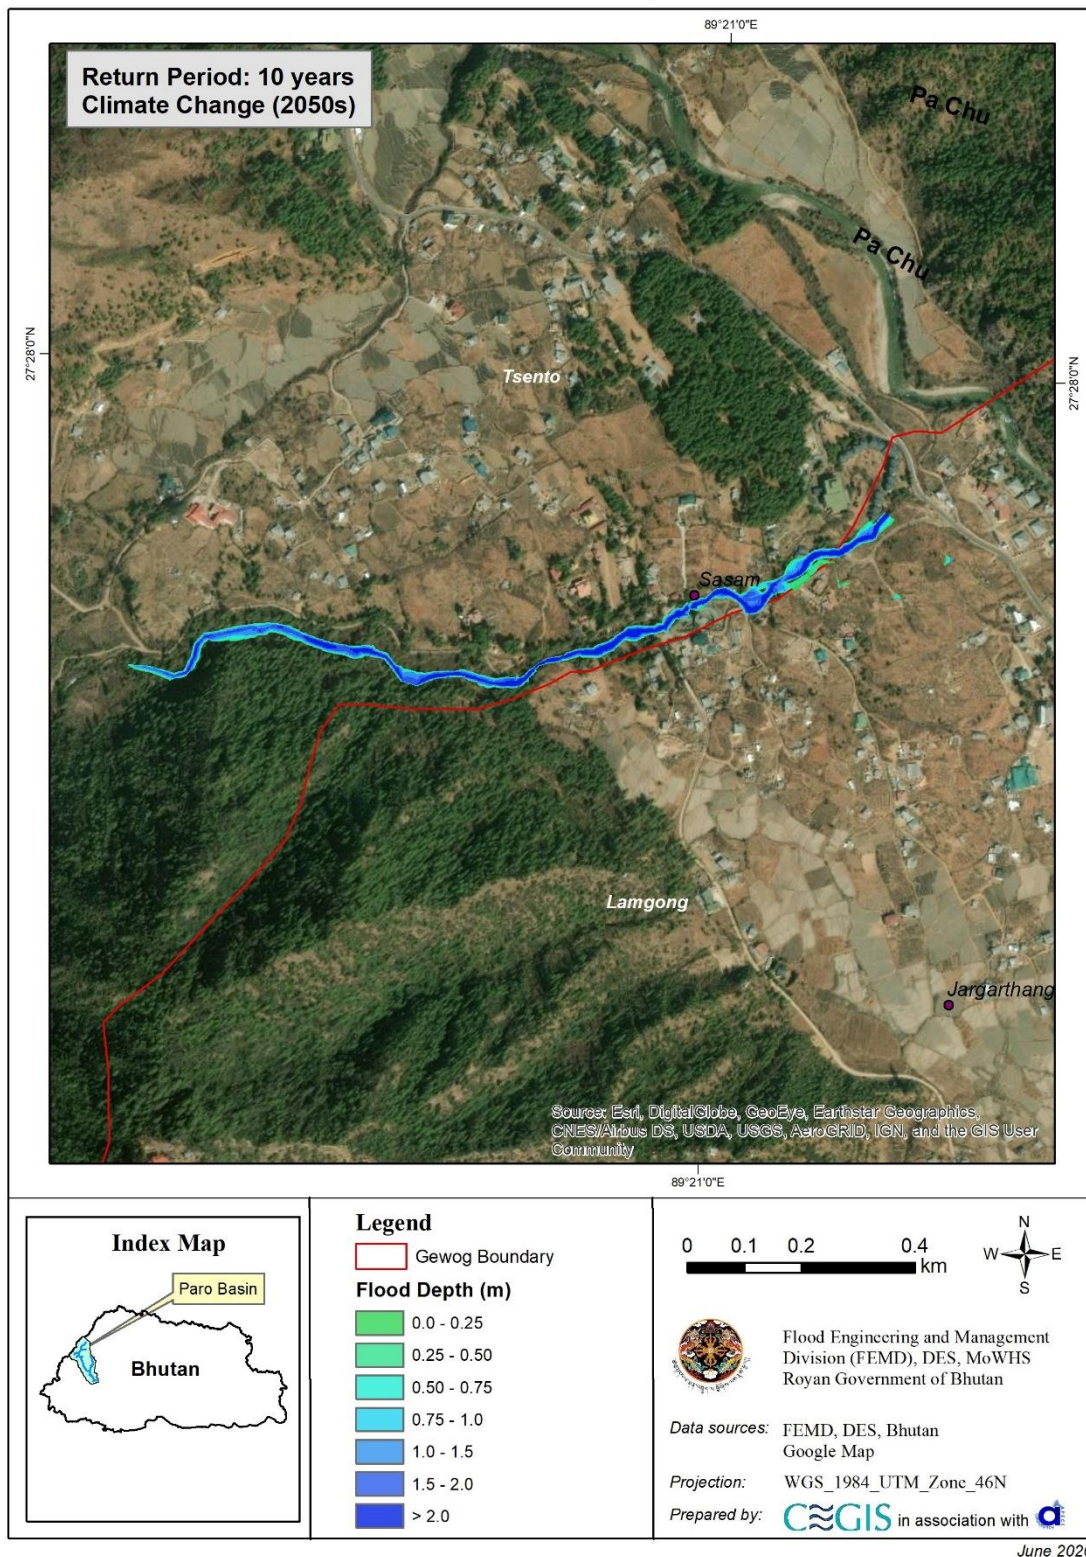 89°21'0"E
Return Period: 10 years
Climate Change (2050s)
Pa Chu
Pa Chu
27°28'0"N
27°28'0"N
Tsento
Sasam
Lamgong
Jargarthang
Source: Esri, DigitalGlobe, GeoEye, Earthstar Geographics,
CNES/Airbus DS, USDA, USGS, AeroGRID, IGN, and the GIS User
Community
89°21'0"E
Index Map
Paro Basin
Bhutan
Legend
Gewog Boundary
Flood Depth (m)
0.0 - 0.25
0.25 - 0.50
0.50 - 0.75
0.75 - 1.0
1.0 - 1.5
1.5 - 2.0
> 2.0
0 0.1 0.2 0.4
km
N
W E
S
Flood Engineering and Management
Division (FEMD), DES, MoWHS
Royan Government of Bhutan
Data sources: FEMD, DES, Bhutan
Google Map
Projection: WGS_1984_UTM_Zone_46N
Prepared by: CEGIS in association with
June 2020